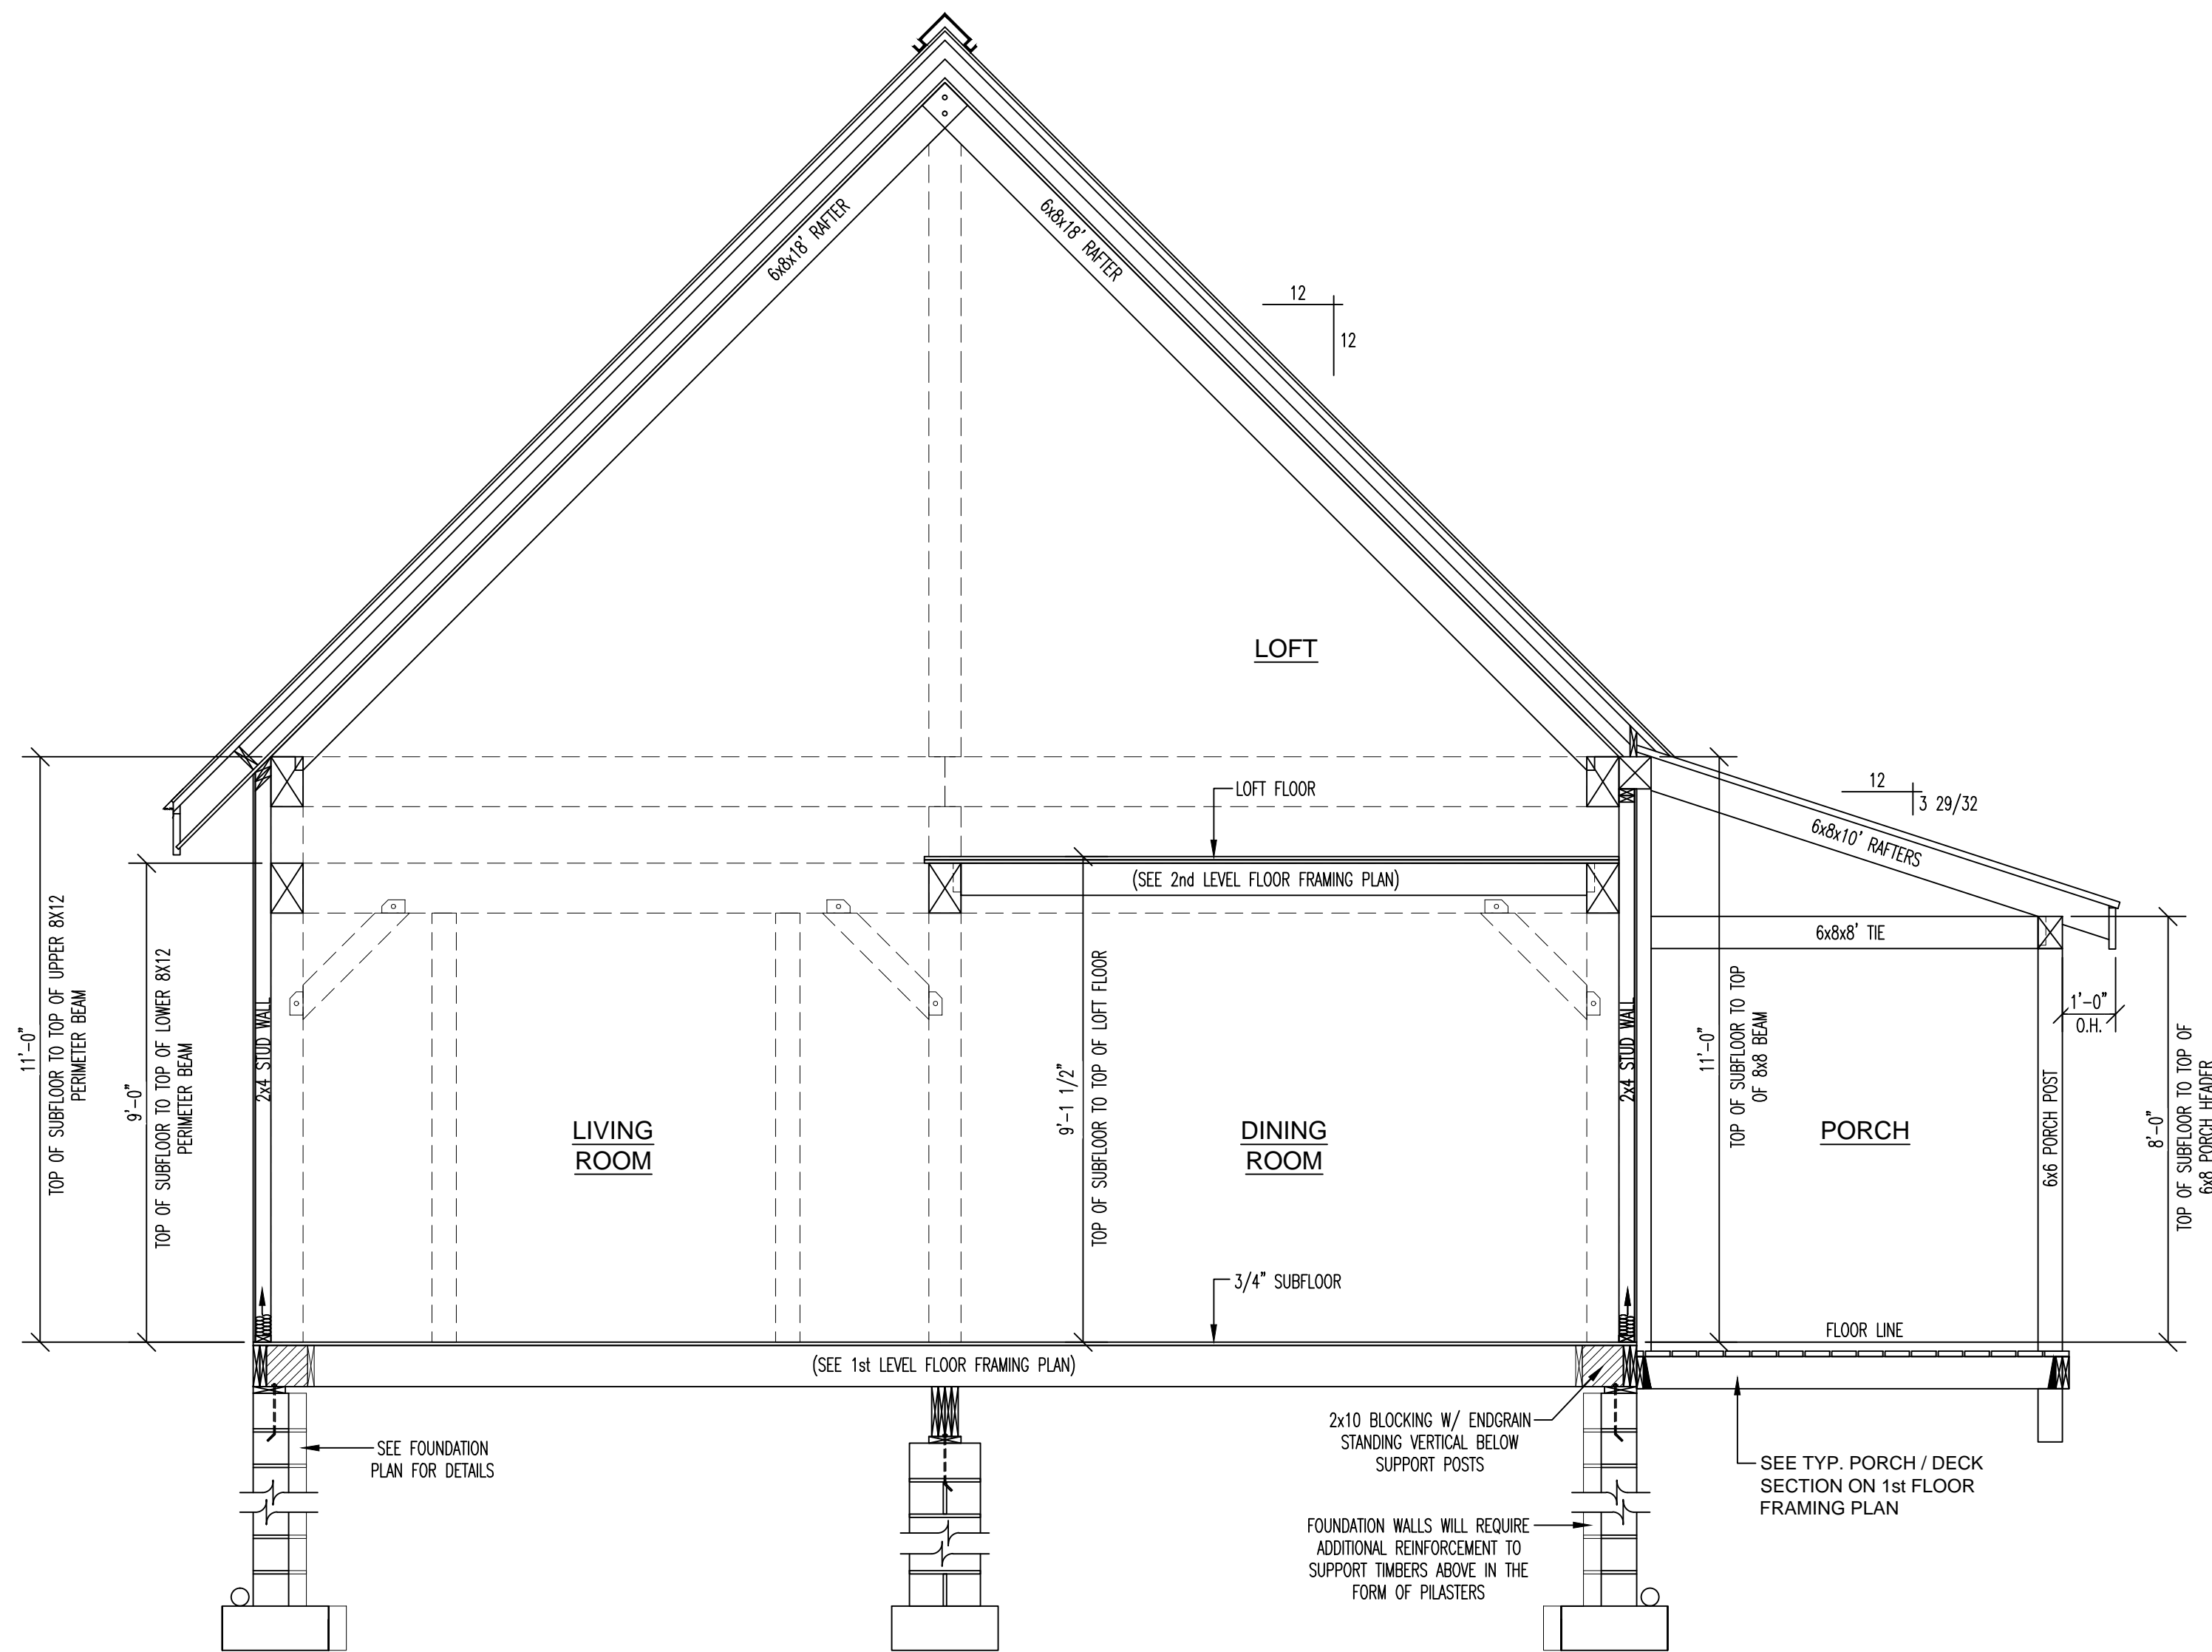 6x8x18' RAFTER
6x8x18' RAFTER
12
12
LOFT
LOFT FLOOR
12
3 29/32
6x8x10' RAFTERS
(SEE 2nd LEVEL FLOOR FRAMING PLAN)
6x8x8' TIE
11'-0"
TOP OF SUBFLOOR TO TOP OF UPPER 8X12
PERIMETER BEAM
9'-0"
TOP OF SUBFLOOR TO TOP OF LOWER 8X12
PERIMETER BEAM
2x4 STUD WALL
LIVING
ROOM
9'-1 1/2"
TOP OF SUBFLOOR TO TOP OF LOFT FLOOR
DINING
ROOM
2x4 STUD WALL
11'-0"
TOP OF SUBFLOOR TO TOP
OF 8x8 BEAM
PORCH
6x6 PORCH POST
1'-0"
O.H.
8'-0"
TOP OF SUBFLOOR TO TOP OF
6x8 PORCH HEADER
3/4" SUBFLOOR
FLOOR LINE
(SEE 1st LEVEL FLOOR FRAMING PLAN)
SEE FOUNDATION
PLAN FOR DETAILS
2x10 BLOCKING W/ ENDGRAIN
STANDING VERTICAL BELOW
SUPPORT POSTS
SEE TYP. PORCH / DECK
SECTION ON 1st FLOOR
FRAMING PLAN
FOUNDATION WALLS WILL REQUIRE
ADDITIONAL REINFORCEMENT TO
SUPPORT TIMBERS ABOVE IN THE
FORM OF PILASTERS